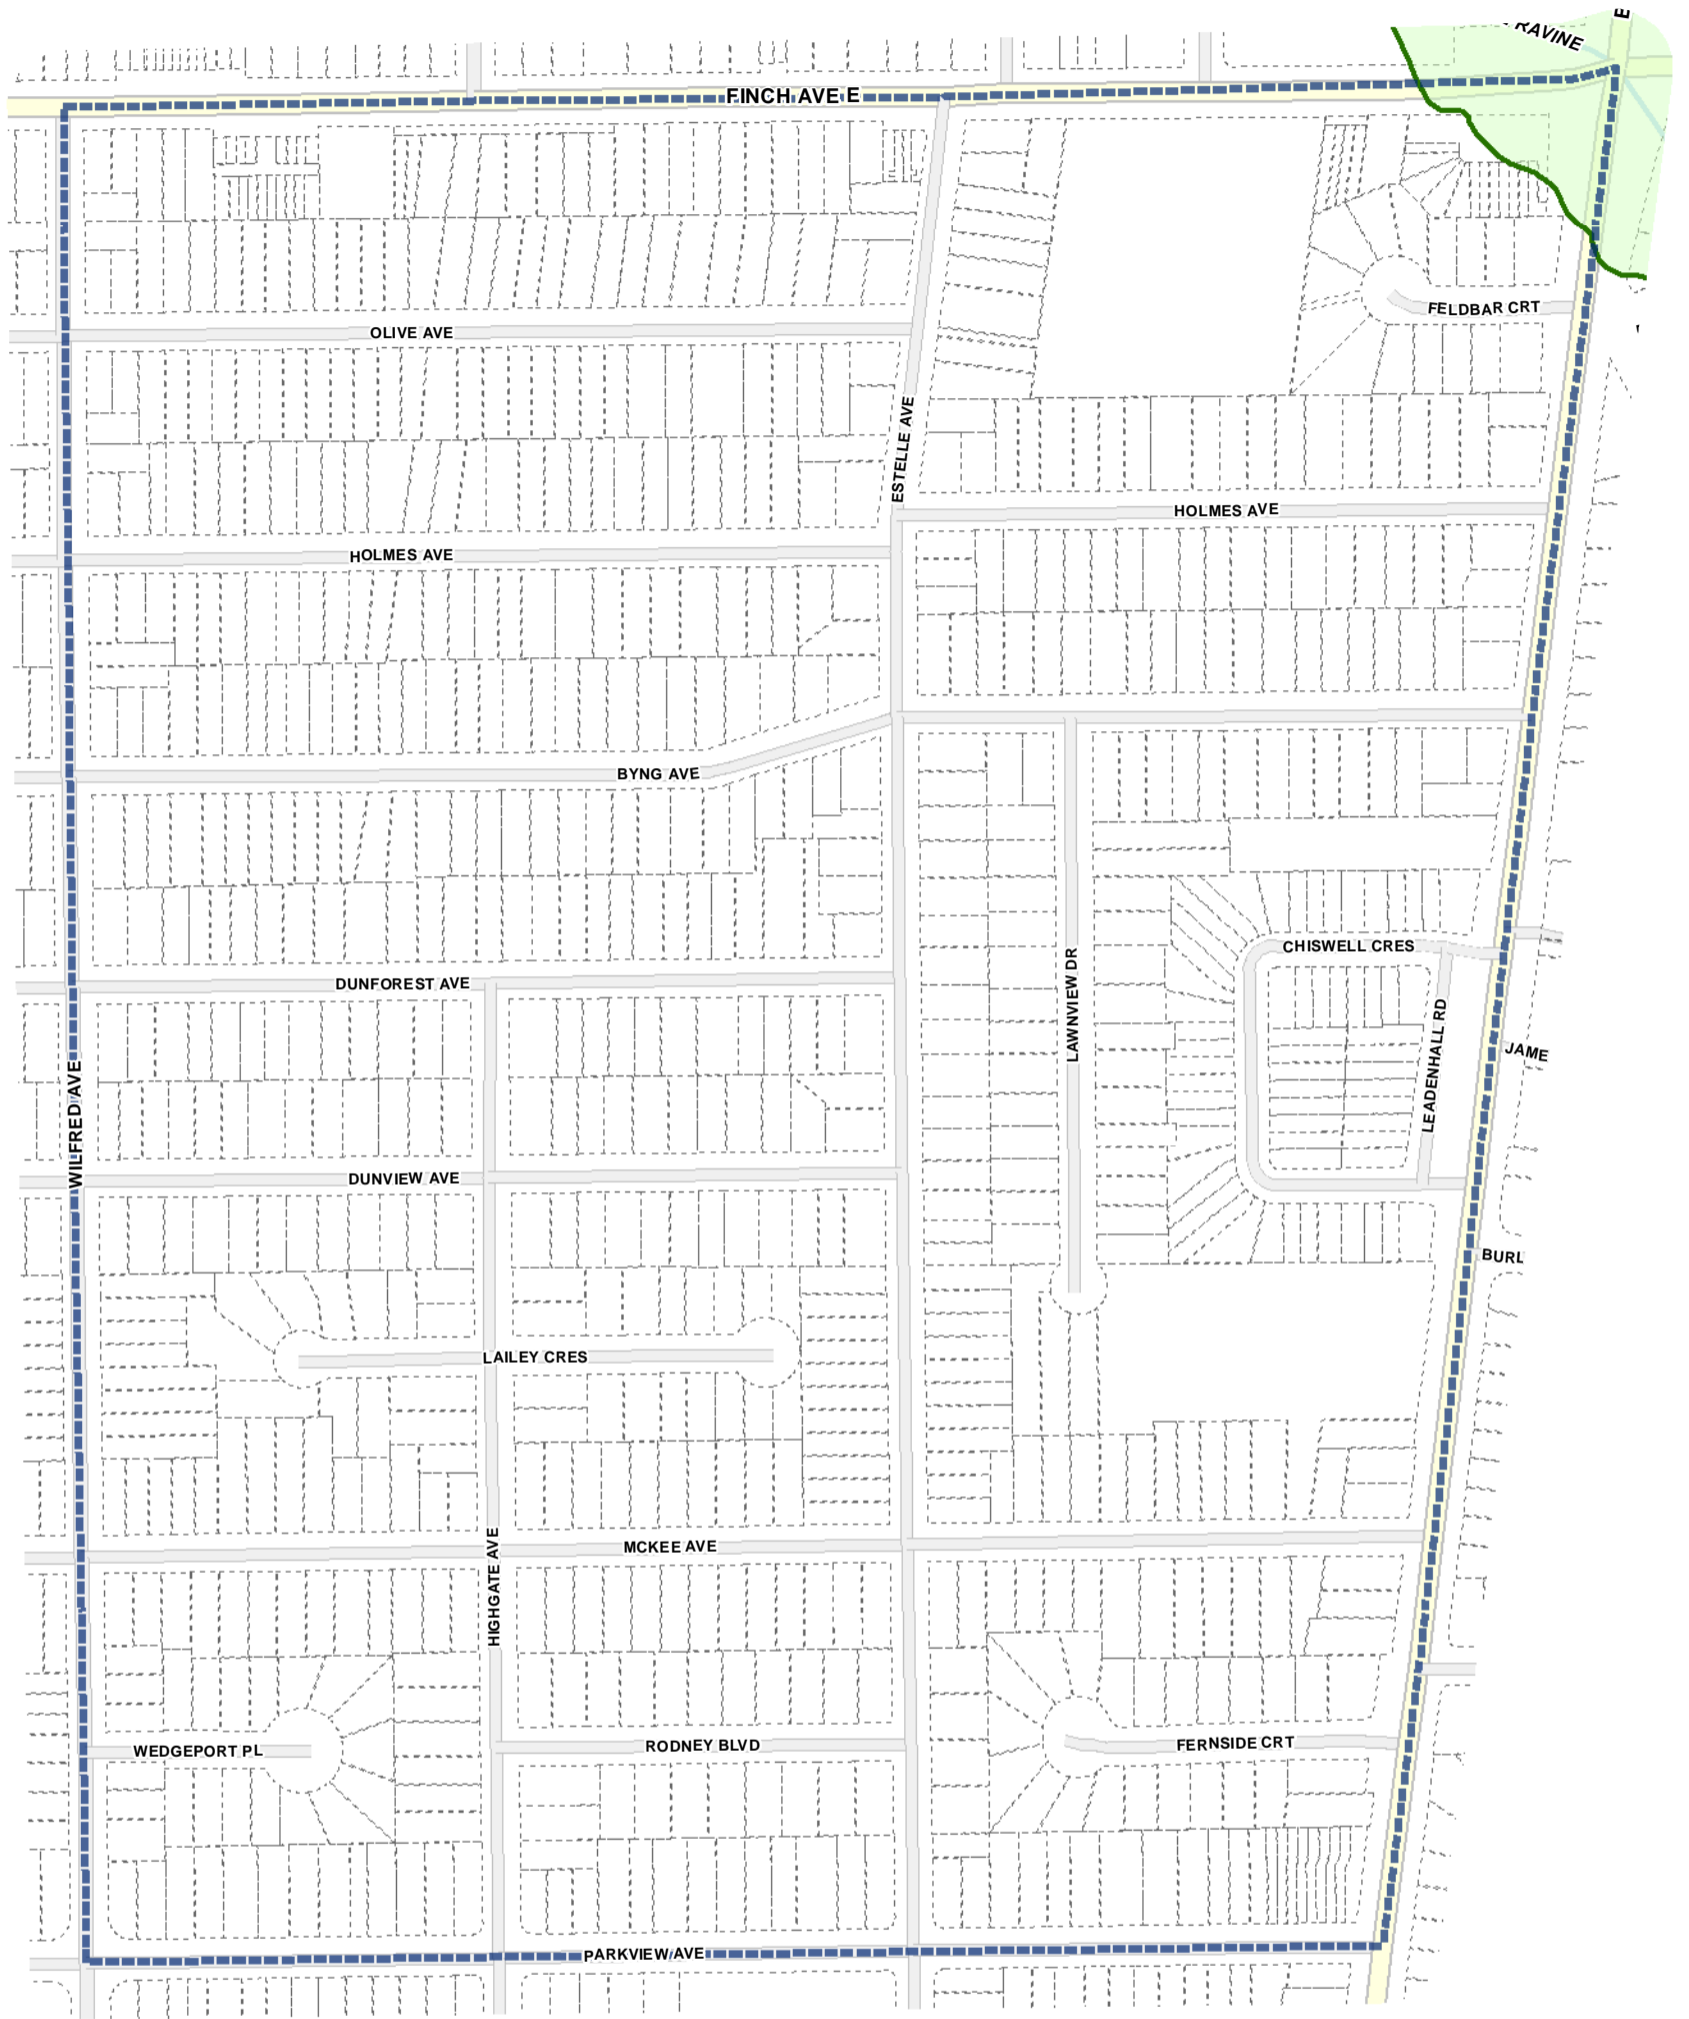 E
RAVINE
FINCH AVE E
FELDBAR CRT
OLIVE AVE
ESTELLE AVE
HOLMES AVE
HOLMES AVE
BYNG AVE
CHISWELL CRES
DUNFOREST AVE
LAWNVIEW DR
LEADENHALL RD
JAME
WILFRED AVE
DUNVIEW AVE
BURL
LAILEY CRES
MCKEE AVE
HIGHGATE AVE
WEDGEPORT PL
RODNEY BLVD
FERNSIDE CRT
PARKVIEW AVE